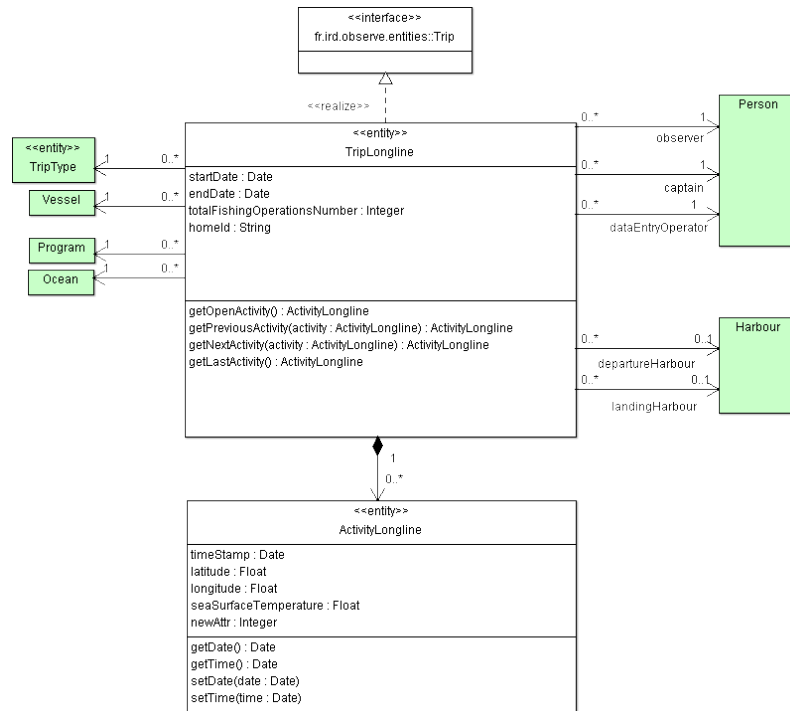 <<interface>>
fr.ird.observe.entities::Trip
<<realize>>
<<entity>>
TripLongline
startDate : Date
endDate : Date
totalFishingOperationsNumber : Integer
homeId : String
getOpenActivity() : ActivityLongline
getPreviousActivity(activity : ActivityLongline) : ActivityLongline
getNextActivity(activity : ActivityLongline) : ActivityLongline
getLastActivity() : ActivityLongline
<<entity>>
TripType
1 0..*
Vessel
1 0..*
Program
1 0..*
Ocean
1 0..*
Person
0..* 1
observer
0..* 1
captain
0..* 1
dataEntryOperator
Harbour
0..* 0..1
departureHarbour
0..* 0..1
landingHarbour
1
0..*
<<entity>>
ActivityLongline
timeStamp : Date
latitude : Float
longitude : Float
seaSurfaceTemperature : Float
newAttr : Integer
getDate() : Date
getTime() : Date
setDate(date : Date)
setTime(time : Date)